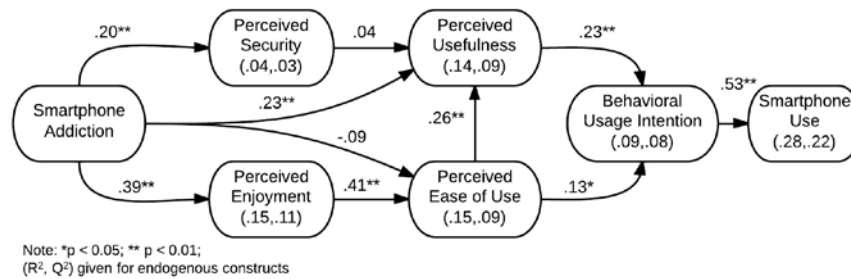 .20**
Perceived
Security
(.04,.03)
.04
Perceived
Usefulness
(.14,.09)
.23**
Smartphone
Addiction
.23**
-.09
.26**
Behavioral
Usage Intention
(.09,.08)
.53**
Smartphone
Use
(.28,.22)
.39**
Perceived
Enjoyment
(.15,.11)
.41**
Perceived
Ease of Use
(.15,.09)
.13*
Note: *p < 0.05; ** p < 0.01;
(R², Q²) given for endogenous constructs